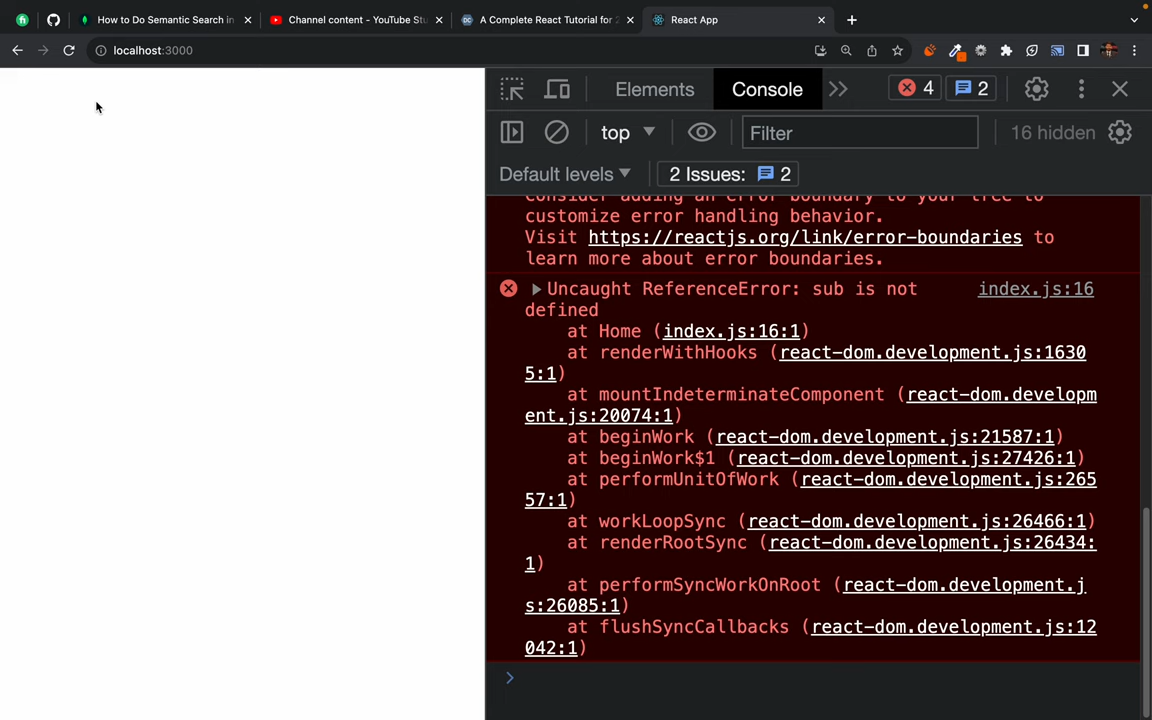 How to Do Semantic Search in
Channel content - YouTube Stu
A Complete React Tutorial for 2
React App
localhost:3000
Elements
Console
4
2
top
Filter
16 hidden
Default levels
2 Issues:
2
Consider adding an error boundary to your tree to
customize error handling behavior.
Visit https://reactjs.org/link/error-boundaries to
learn more about error boundaries.
Uncaught ReferenceError: sub is not
index.js:16
defined
at Home (index.js:16:1)
at renderWithHooks (react-dom.development.js:1630
5:1)
at mountIndeterminateComponent (react-dom.developm
ent.js:20074:1)
at beginWork (react-dom.development.js:21587:1)
at beginWork$1 (react-dom.development.js:27426:1)
at performUnitOfWork (react-dom.development.js:265
57:1)
at workLoopSync (react-dom.development.js:26466:1)
at renderRootSync (react-dom.development.js:26434:
1)
at performSyncWorkOnRoot (react-dom.development.j
s:26085:1)
at flushSyncCallbacks (react-dom.development.js:12
042:1)